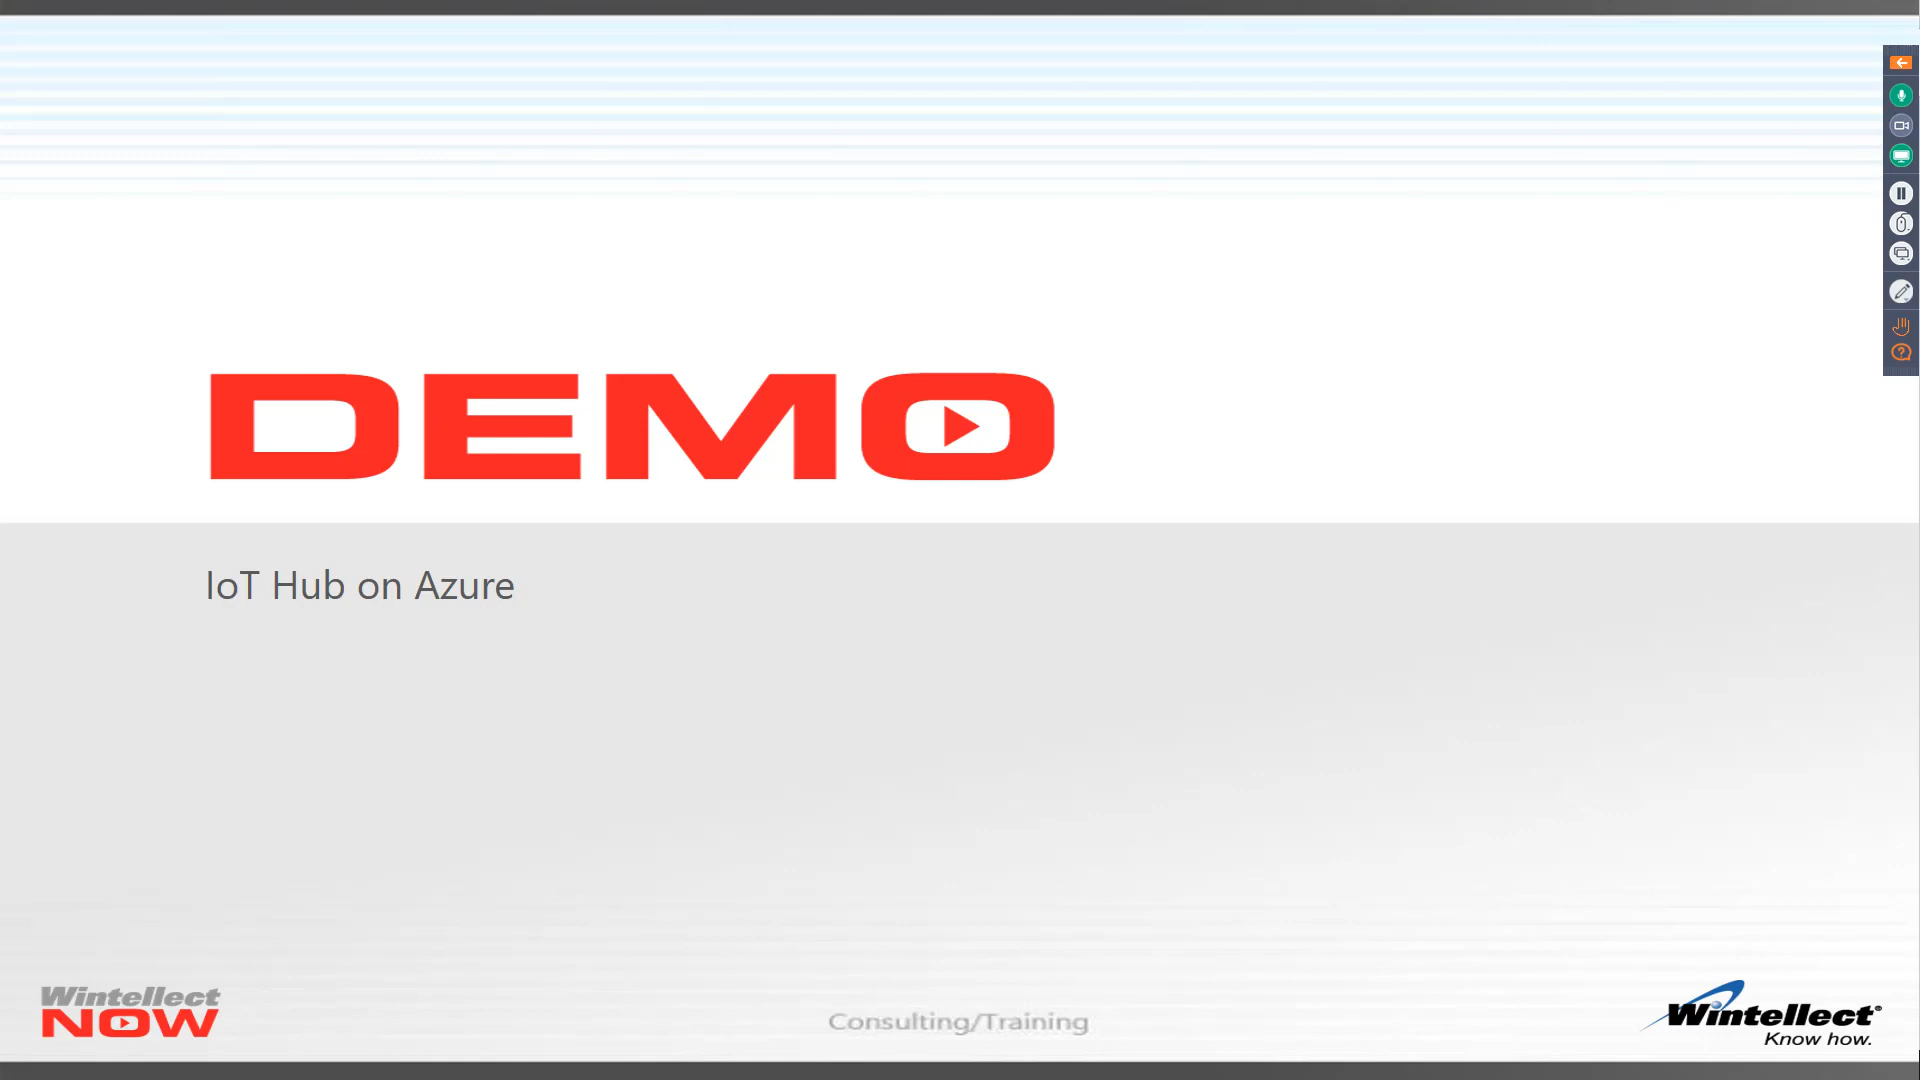 DEMO
IoT Hub on Azure
Wintellect
NOW
Consulting/Training
Wintellect®
Know how.